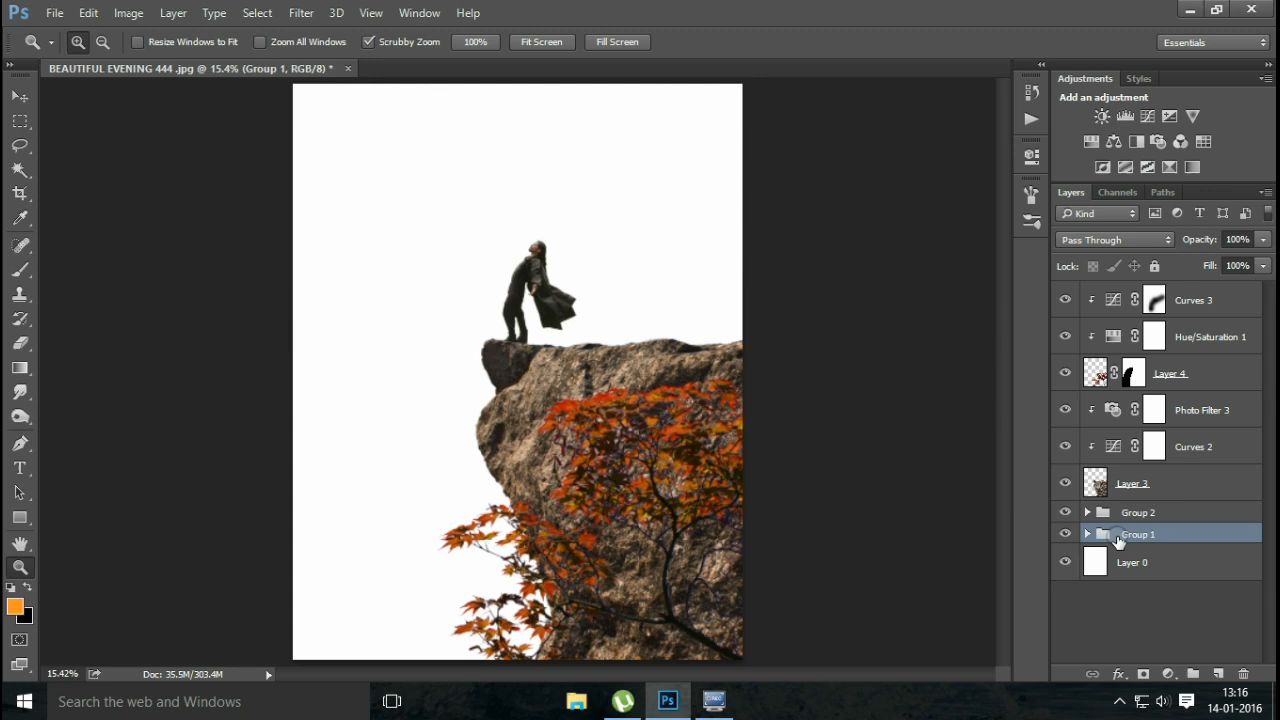 Ps File Edit Image Layer Type Select Filter 3D View Window Help
Resize Windows to Fit Zoom All Windows Scrubby Zoom 100% Fit Screen Fill Screen Essentials
BEAUTIFUL EVENING 444 .jpg @ 15.4% (Group 1, RGB/8) * ×
Adjustments Styles
Add an adjustment
Layers Channels Paths
Kind
Pass Through Opacity: 100%
Lock: Fill: 100%
Curves 3
Hue/Saturation 1
Layer 4
Photo Filter 3
Curves 2
Layer 3
Group 2
Group 1
Layer 0
15.42% Doc: 35.5M/303.4M
Search the web and Windows
Ps
13:16
14-01-2016